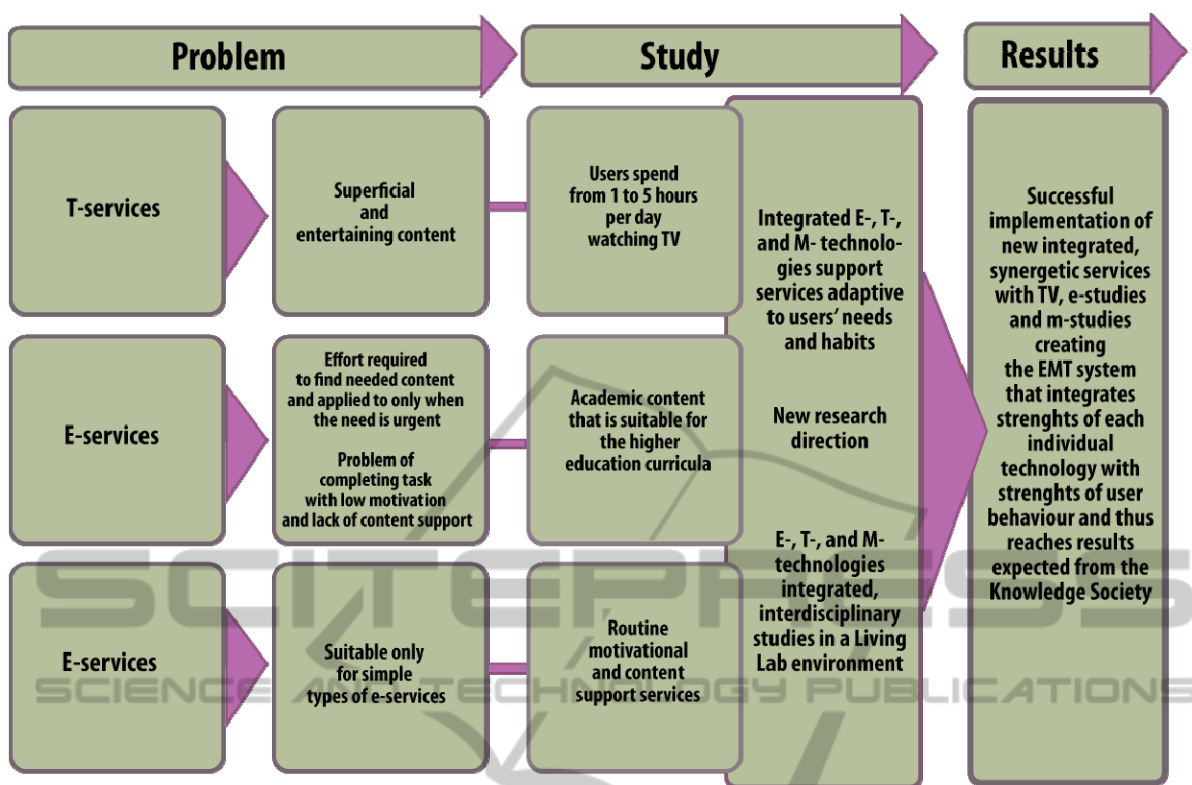 Problem
Study
Results
T-services
Superficial
and
entertaining content
Users spend
from 1 to 5 hours
per day
watching TV
E-services
Effort required
to find needed content
and applied to only when
the need is urgent
Problem of
completing task
with low motivation
and lack of content support
Academic content
that is suitable for
the higher
education curricula
E-services
Suitable only
for simple
types of e-services
Routine
motivational
and content
support services
Integrated E-, T-,
and M- technolo-
gies support
services adaptive
to users' needs
and habits
New research
direction
E-, T-, and M-
technologies
integrated,
interdisciplinary
studies in a Living
Lab environment
Successful
implementation of
new integrated,
synergetic services
with TV, e-studies
and m-studies
creating
the EMT system
that integrates
strenghts of each
individual
technology with
strenghts of user
behaviour and thus
reaches results
expected from the
Knowledge Society
SCITEPRESS
SCIENCE AND TECHNOLOGY PUBLICATIONS